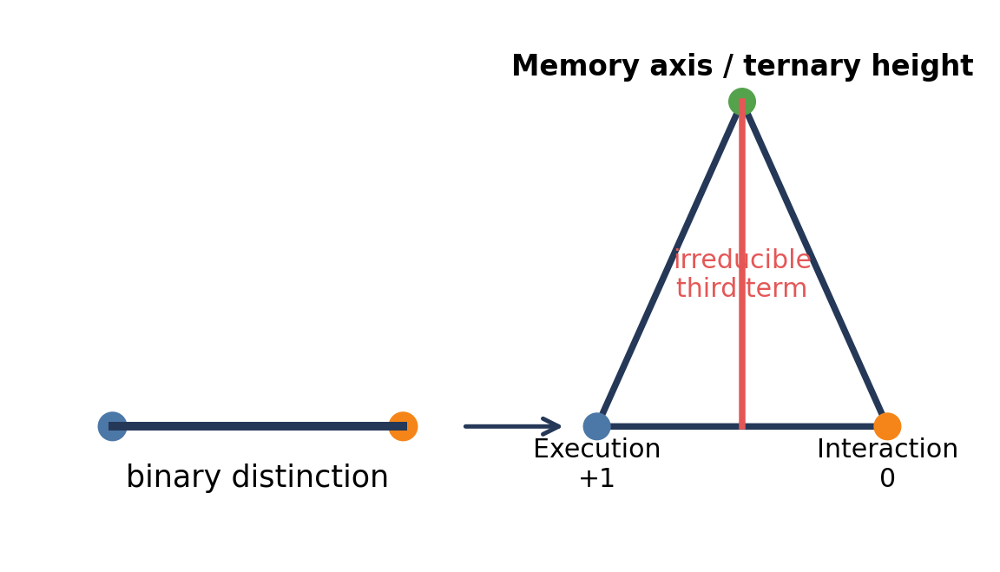 Memory axis / ternary height
irreducible
third term
Execution
+1
Interaction
0
binary distinction